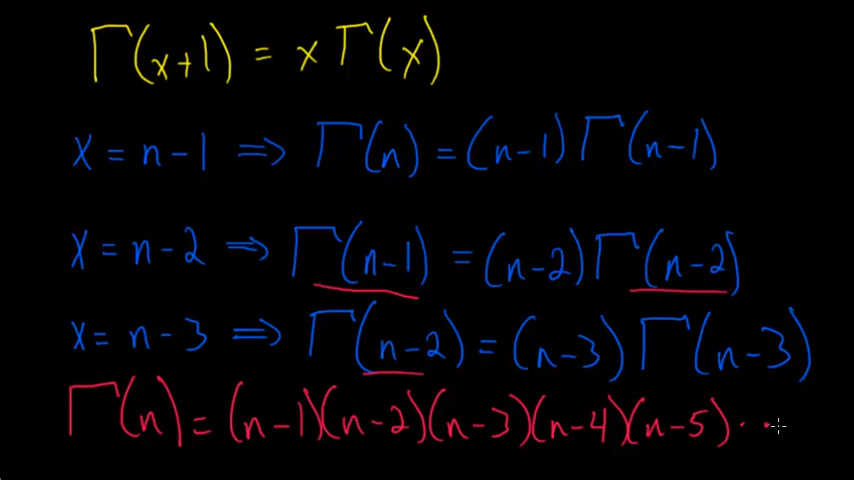 Γ(x+1) = x Γ(x)
x = n-1 ⇒ Γ(n) = (n-1) Γ(n-1)
x = n-2 ⇒ Γ(n-1) = (n-2) Γ(n-2)
x = n-3 ⇒ Γ(n-2) = (n-3) Γ(n-3)
Γ(n) = (n-1)(n-2)(n-3)(n-4)(n-5) · ·